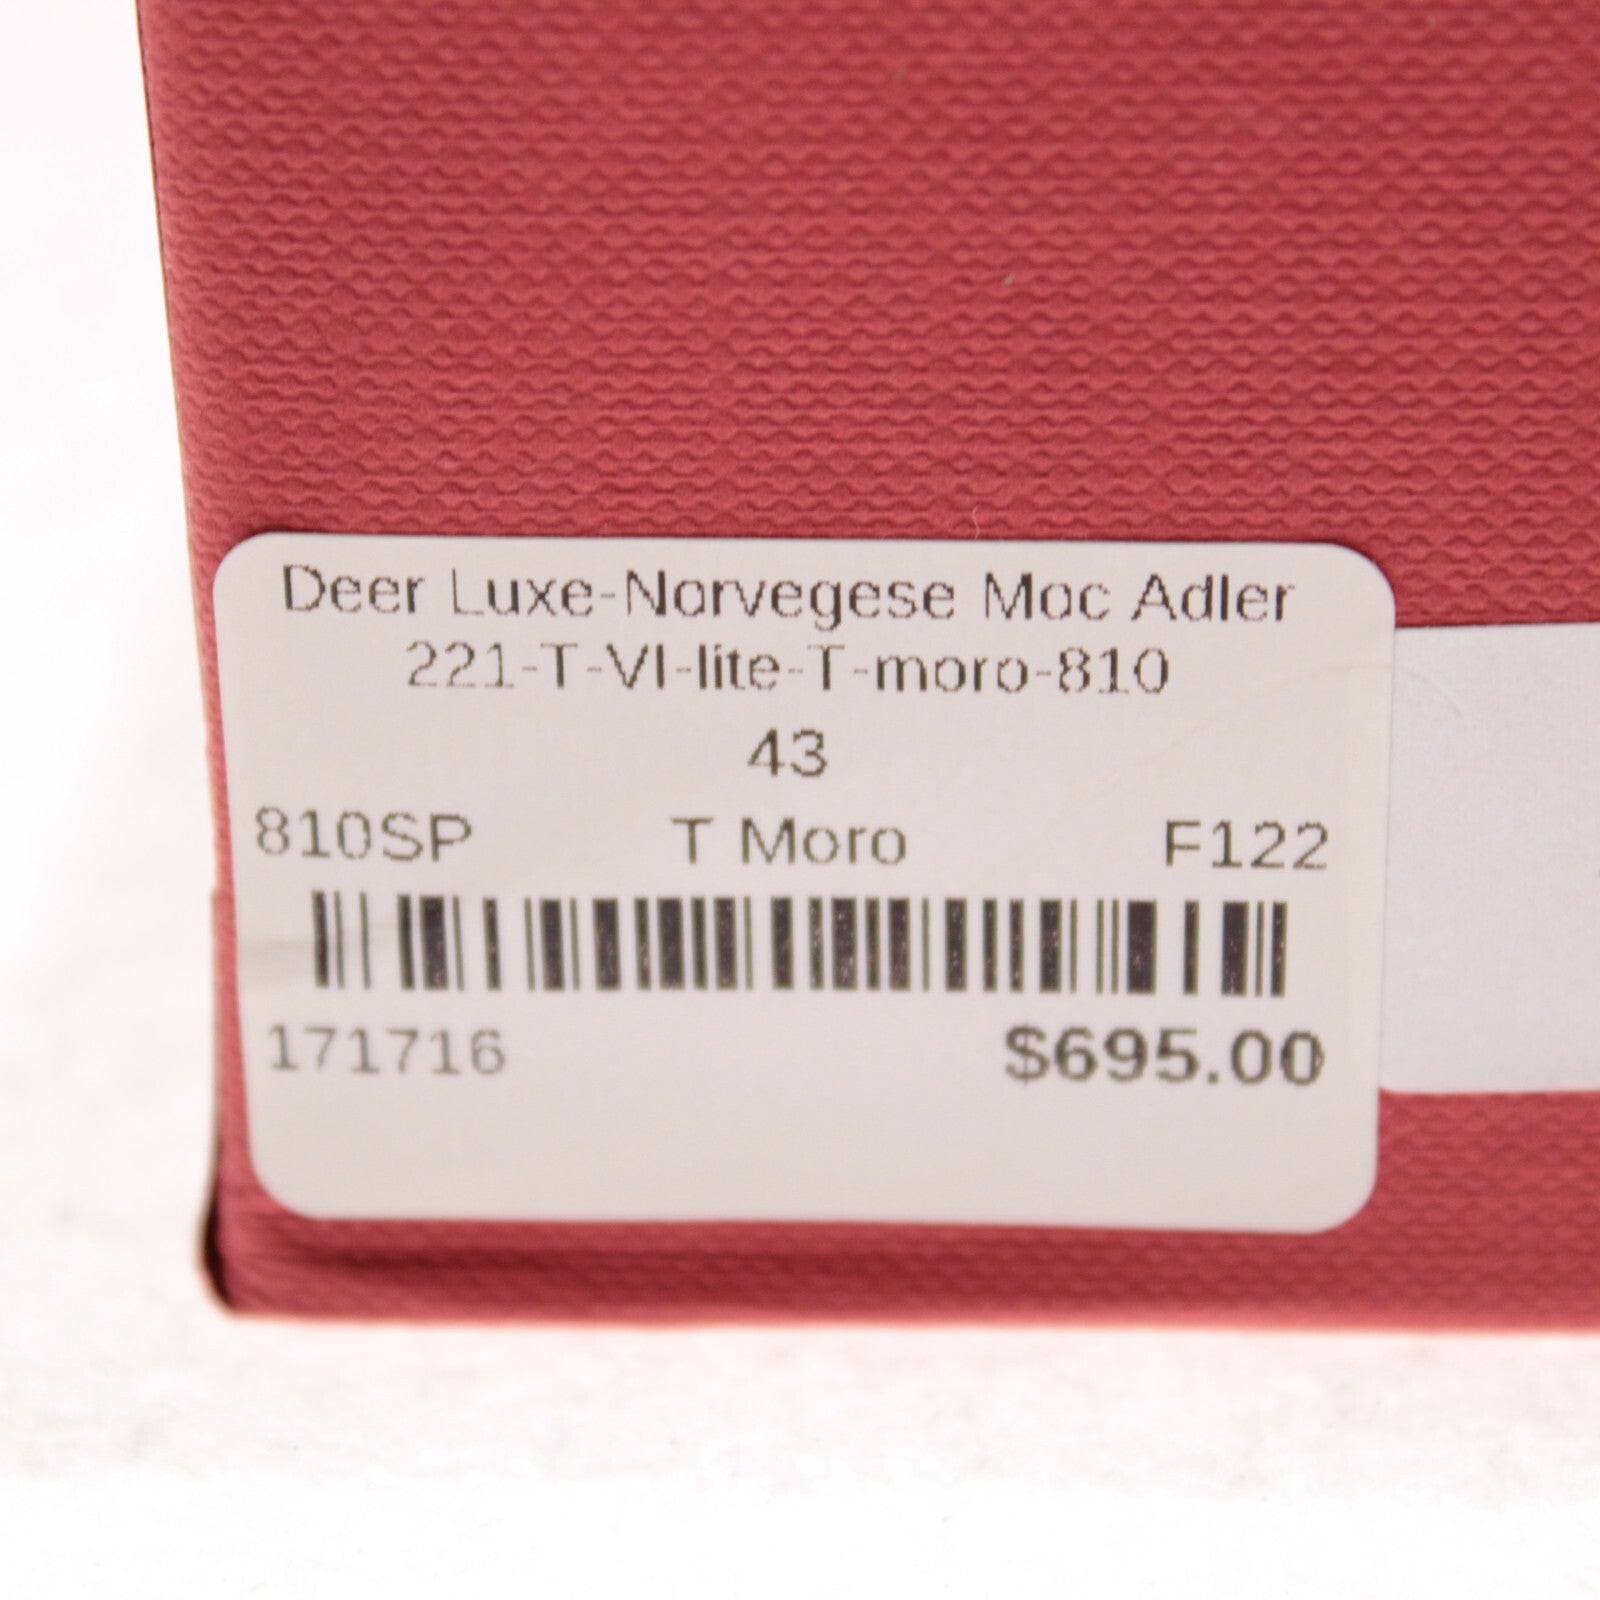 Deer Luxe-Norvegese Moc Adler
221-T-VI-lite-T-moro-810
43
810SP T Moro F122
171716 $695.00